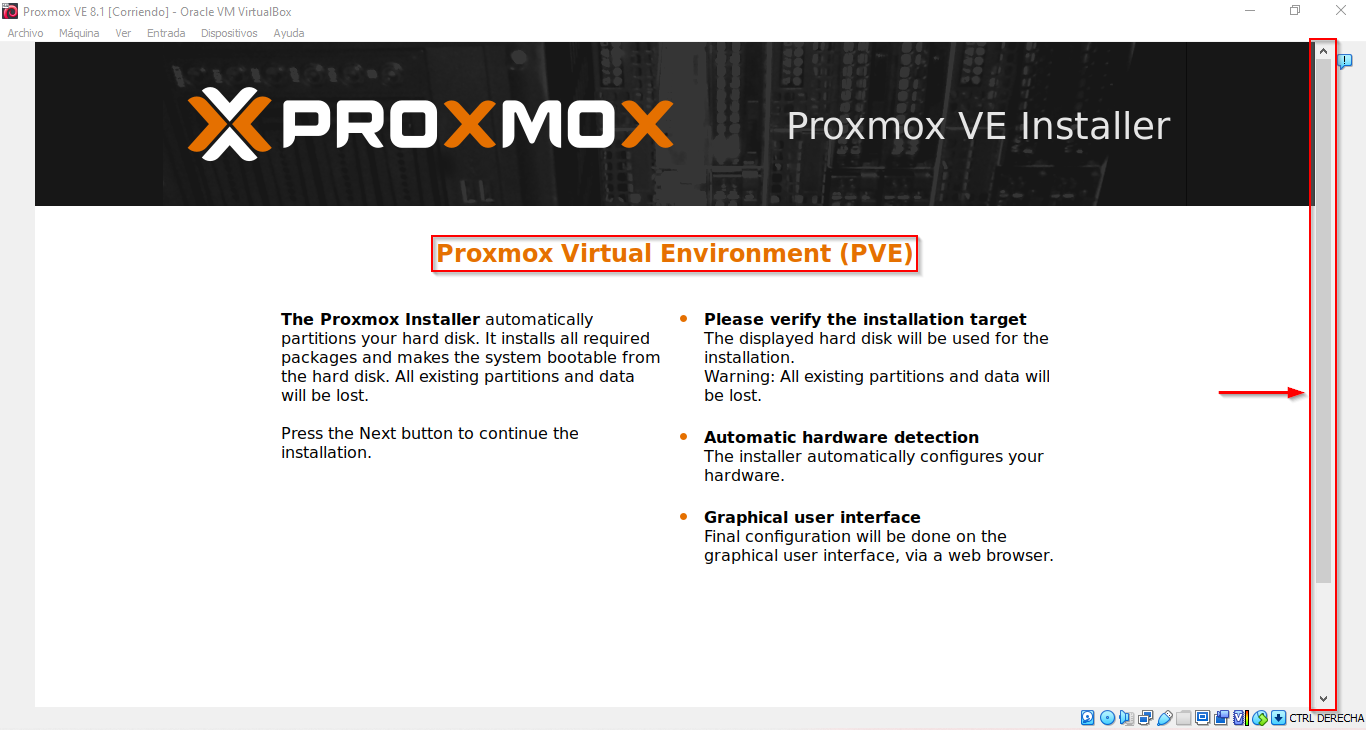 Proxmox VE 8.1 [Corriendo] - Oracle VM VirtualBox
Archivo Máquina Ver Entrada Dispositivos Ayuda
PROXMOX
Proxmox VE Installer
Proxmox Virtual Environment (PVE)
The Proxmox Installer automatically
partitions your hard disk. It installs all required
packages and makes the system bootable from
the hard disk. All existing partitions and data
will be lost.
Press the Next button to continue the
installation.
Please verify the installation target
The displayed hard disk will be used for the
installation.
Warning: All existing partitions and data will
be lost.
Automatic hardware detection
The installer automatically configures your
hardware.
Graphical user interface
Final configuration will be done on the
graphical user interface, via a web browser.
CTRL DERECHA